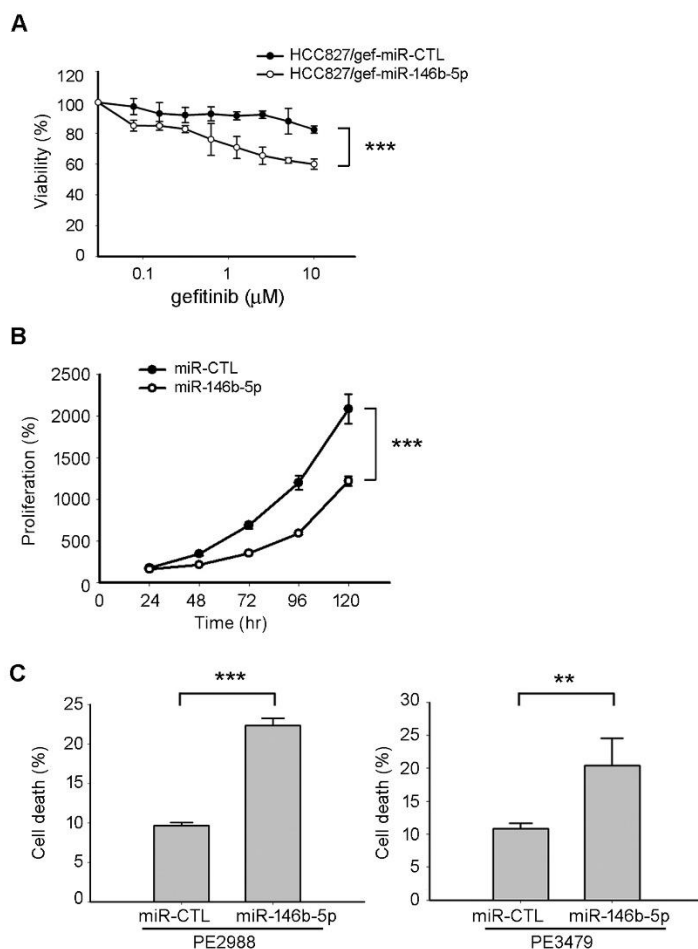 A
HCC827/gef-miR-CTL
HCC827/gef-miR-146b-5p
120
100
80
60
40
20
0
Viability (%)
***
0.1 1 10
gefitinib (μM)
B
miR-CTL
miR-146b-5p
2500
2000
1500
1000
500
0
Proliferation (%)
***
0 24 48 72 96 120
Time (hr)
C
***
25
20
15
10
5
0
Cell death (%)
miR-CTL miR-146b-5p
PE2988
**
30
25
20
15
10
5
0
Cell death (%)
miR-CTL miR-146b-5p
PE3479